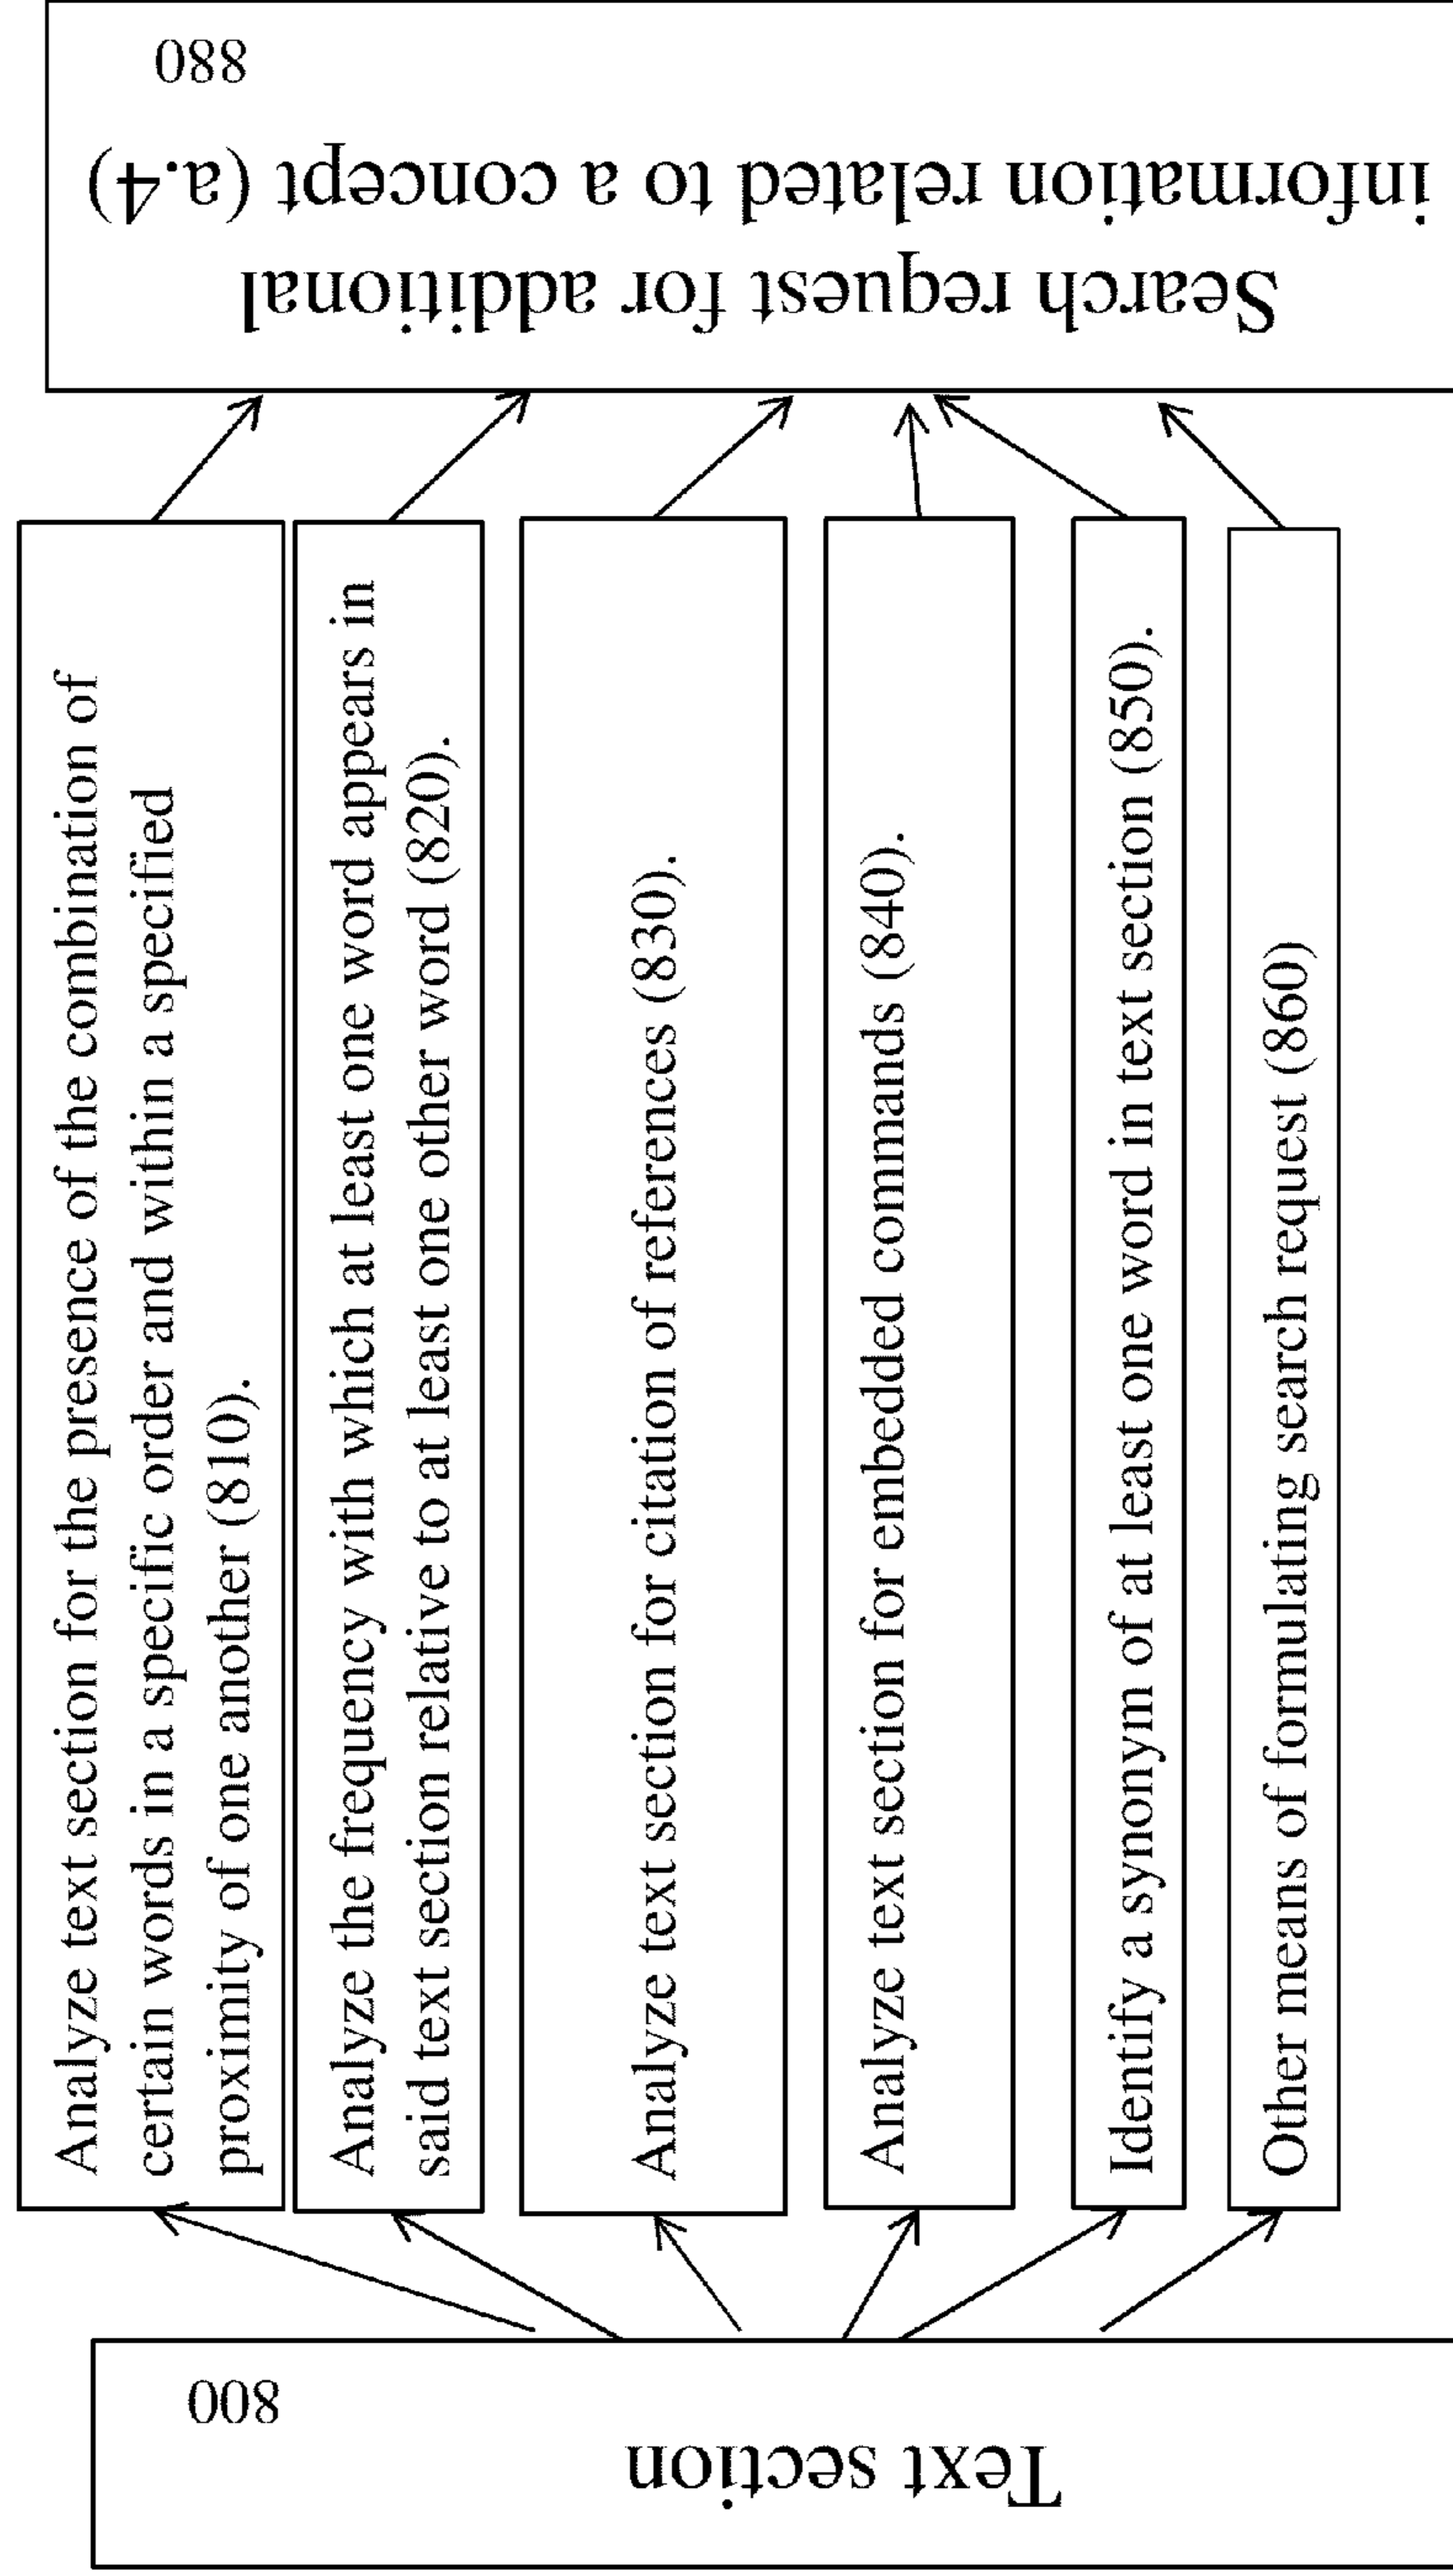 Text section
800
Analyze text section for the presence of the combination of
certain words in a specific order and within a specified
proximity of one another (810).
Analyze the frequency with which at least one word appears in
said text section relative to at least one other word (820).
Analyze text section for citation of references (830).
Analyze text section for embedded commands (840).
Identify a synonym of at least one word in text section (850).
Other means of formulating search request (860)
Search request for additional
information related to a concept (a.4)
880